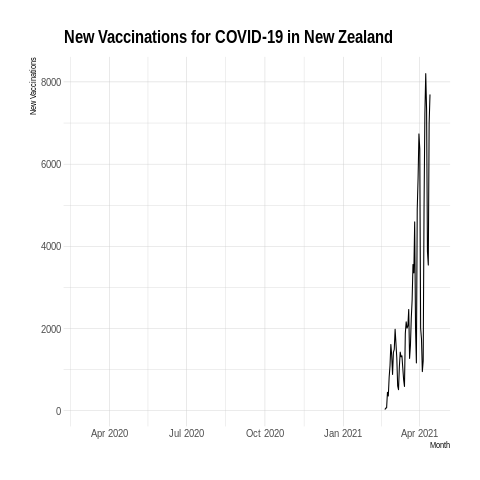 New Vaccinations for COVID-19 in New Zealand
New Vaccinations
8000
6000
4000
2000
0
Apr 2020 Jul 2020 Oct 2020 Jan 2021 Apr 2021
Month